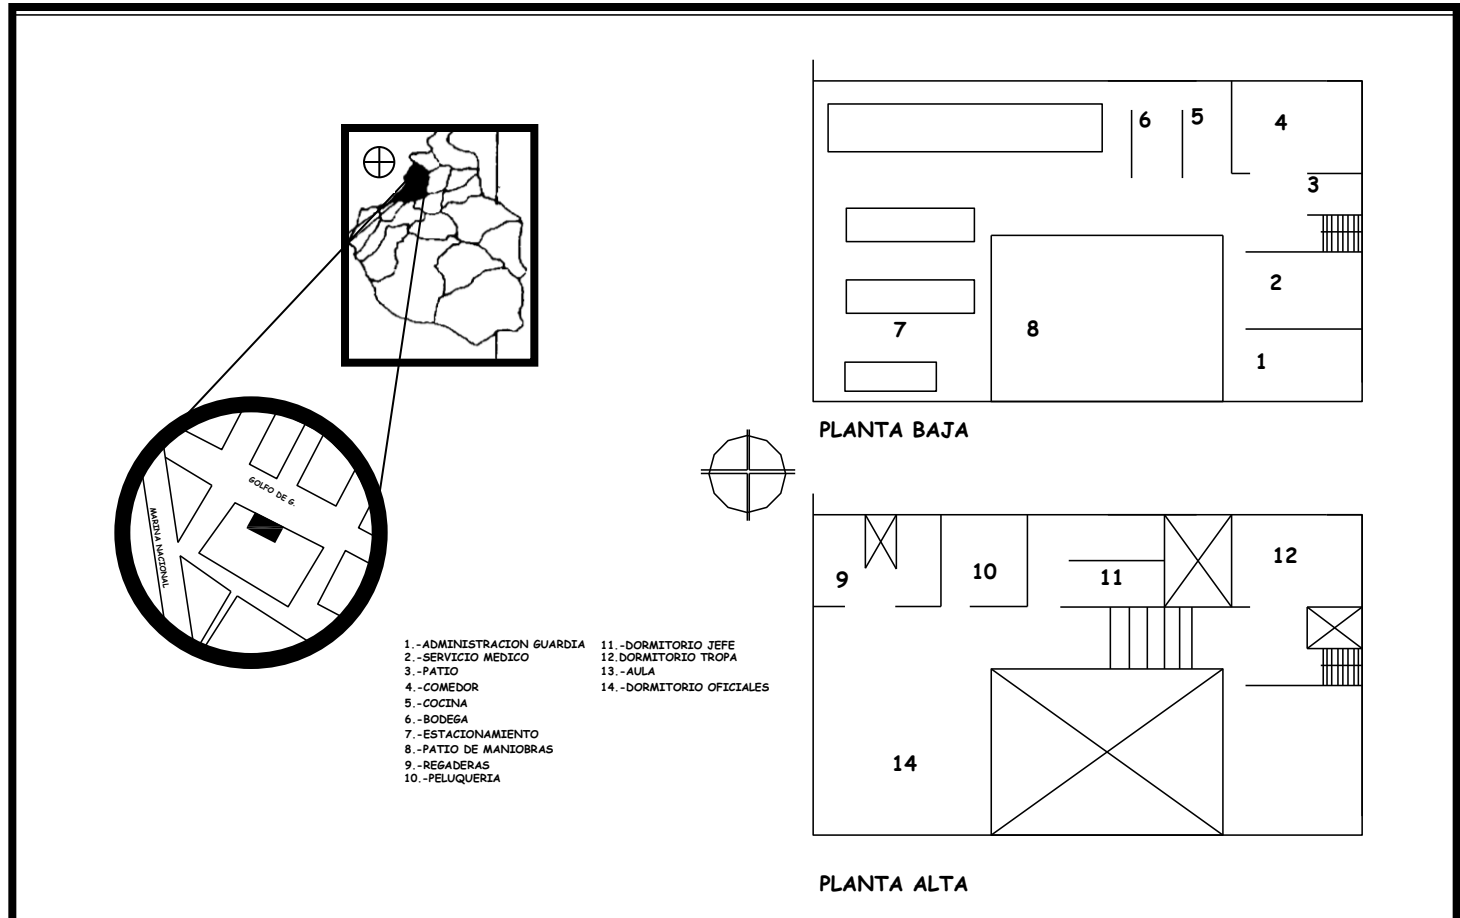 6
5
4
3
2
7
8
1
PLANTA BAJA
GOLFO DE G.
MARINA NACIONAL
1.-ADMINISTRACION GUARDIA
2.-SERVICIO MEDICO
3.-PATIO
4.-COMEDOR
5.-COCINA
6.-BODEGA
7.-ESTACIONAMIENTO
8.-PATIO DE MANIOBRAS
9.-REGADERAS
10.-PELUQUERIA
11.-DORMITORIO JEFE
12.DORMITORIO TROPA
13.-AULA
14.-DORMITORIO OFICIALES
9
10
11
12
14
PLANTA ALTA